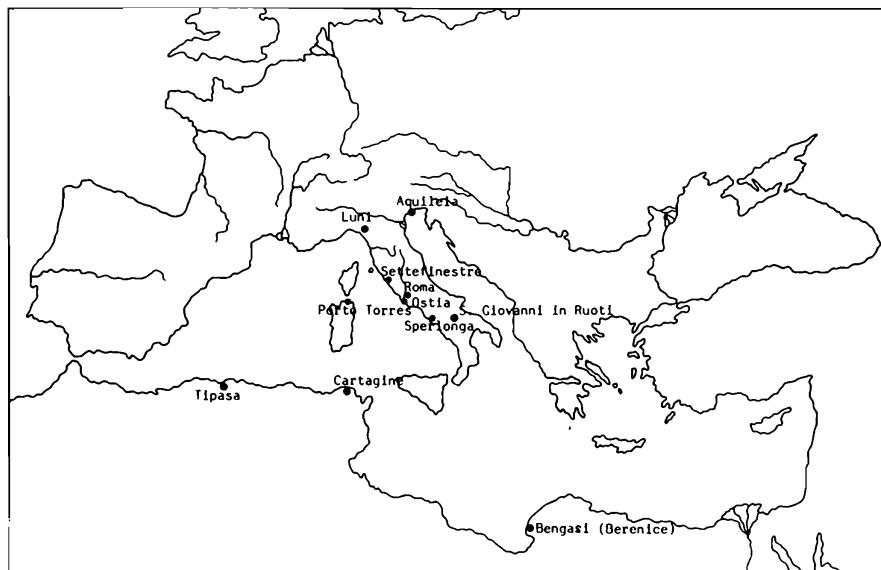 Aquileia
Luni
Settefinestre
Roma
Ostia
Porto Torres
S. Giovanni in Ruoti
Sperlonga
Cartagine
Tipasa
Bengasi (Berenice)